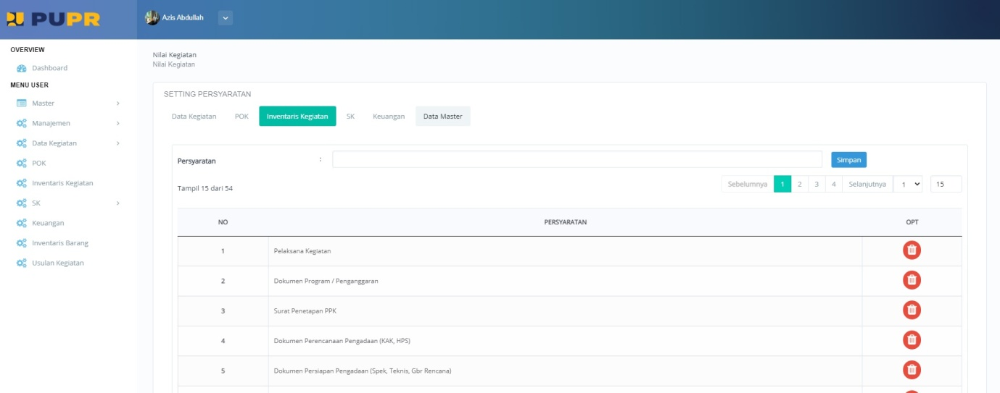 PUPR
Azis Abdullah
OVERVIEW
Dashboard
MENU USER
Master
Manajemen
Data Kegiatan
POK
Inventaris Kegiatan
SK
Keuangan
Inventaris Barang
Usulan Kegiatan
Nilai Kegiatan
Nilai Kegiatan
SETTING PERSYARATAN
Data Kegiatan POK Inventaris Kegiatan SK Keuangan Data Master
Persyaratan : Simpan
Tampil 15 dari 54 Sebelumnya 1 2 3 4 Selanjutnya 1 15
NO PERSYARATAN OPT
1 Pelaksana Kegiatan
2 Dokumen Program / Penganggaran
3 Surat Penetapan PPK
4 Dokumen Perencanaan Pengadaan (KAK, HPS)
5 Dokumen Persiapan Pengadaan (Spek, Teknis, Gbr Rencana)